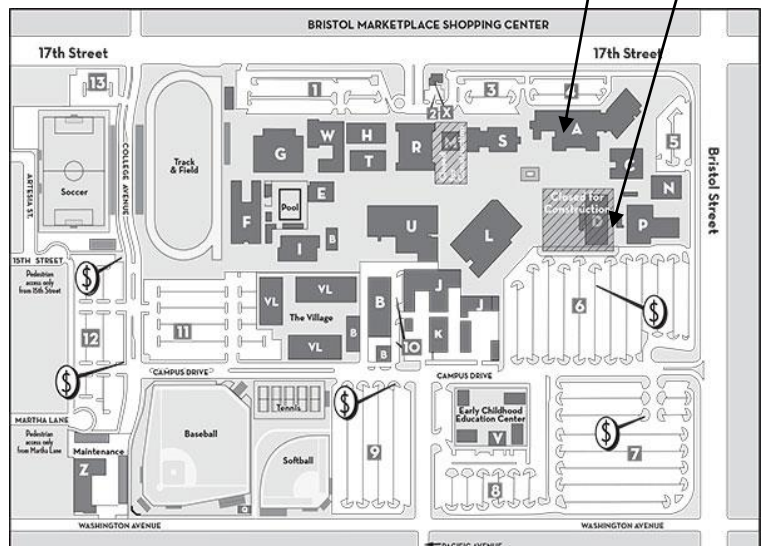 BRISTOL MARKETPLACE SHOPPING CENTER
17th Street
17th Street
13
1
2
X
3
4
5
Soccer
COLLEGE AVENUE
ARTESIA ST.
Track
& Field
G
W
H
T
R
M
S
A
C
N
Bristol Street
F
Pool
E
I
B
U
L
Closed for
Construction
D
P
15TH STREET
Pedestrian
access only
from 15th Street
$
12
11
VL
VL
The Village
VL
B
B
B
10
J
J
K
6
$
$
CAMPUS DRIVE
CAMPUS DRIVE
MARTHA LANE
Pedestrian
access only
from Martha Lane
Maintenance
Z
Baseball
Tennis
Softball
Q
$
9
Early Childhood
Education Center
V
8
$
7
WASHINGTON AVENUE
WASHINGTON AVENUE
PACIFIC AVENUE